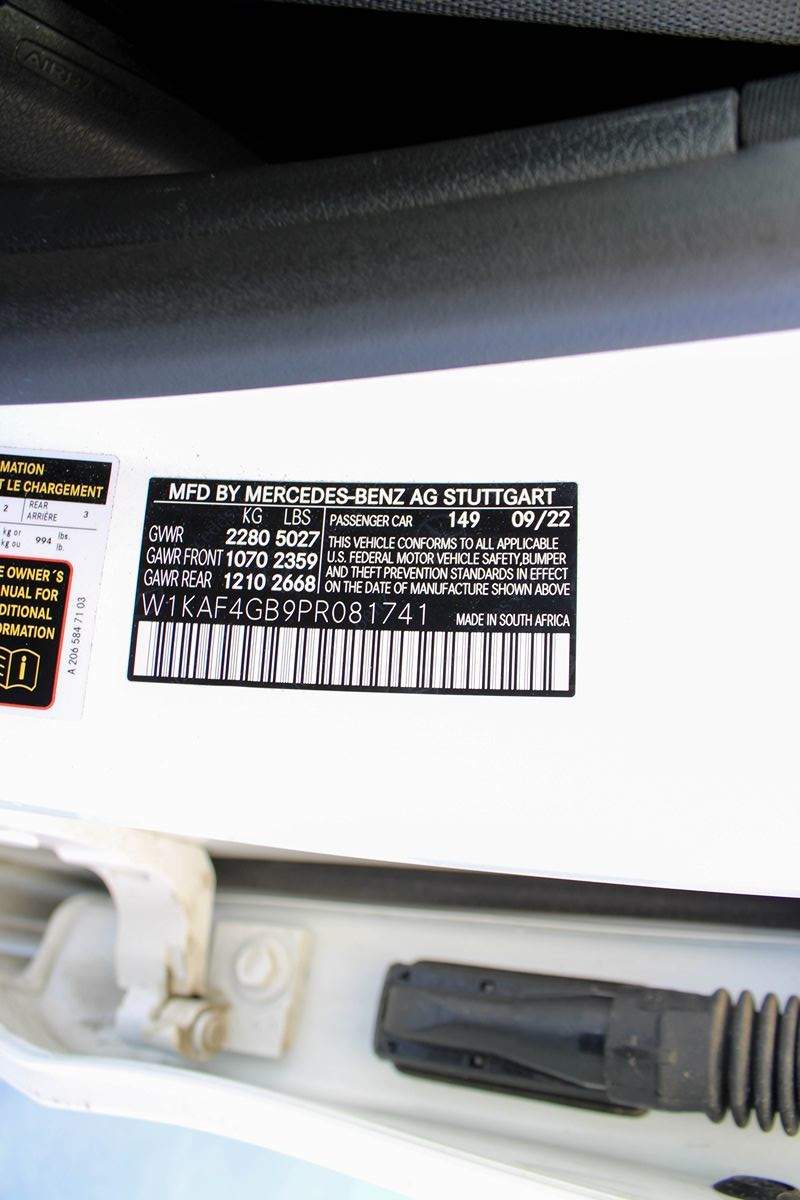 AIRBAG
MATION
T LE CHARGEMENT
2 REAR ARRIÈRE 3
kg or kg ou 994 lbs. lb.
E OWNER´S
ANUAL FOR
DITIONAL
ORMATION
A 206 584 71 03
MFD BY MERCEDES-BENZ AG STUTTGART
KG LBS
GVWR 2280 5027
GAWR FRONT 1070 2359
GAWR REAR 1210 2668
PASSENGER CAR 149 09/22
THIS VEHICLE CONFORMS TO ALL APPLICABLE
U.S. FEDERAL MOTOR VEHICLE SAFETY,BUMPER
AND THEFT PREVENTION STANDARDS IN EFFECT
ON THE DATE OF MANUFACTURE SHOWN ABOVE
W1KAF4GB9PR081741
MADE IN SOUTH AFRICA